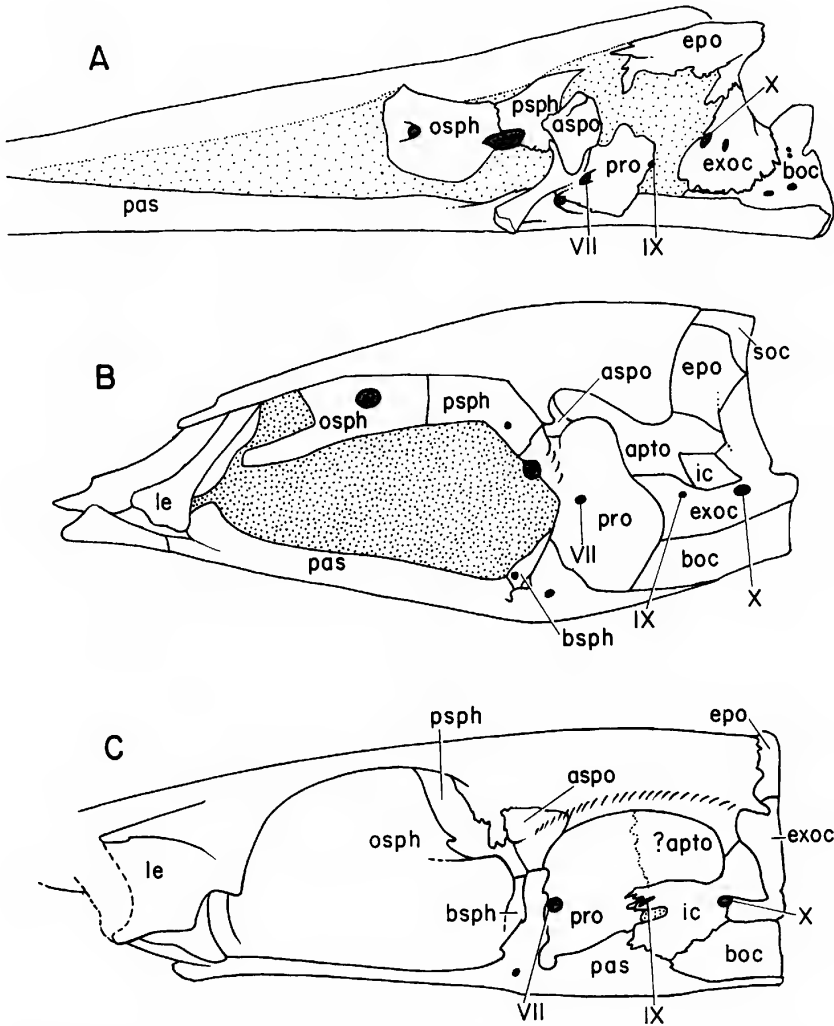 A
epo
X
psph
osph
aspo
pro
exoc
boc
pas
VII
IX
B
soc
epo
aspo
psph
osph
apto
ic
le
exoc
pro
VII
boc
pas
IX
X
bsph
C
psph
epo
aspo
osph
?apto
exoc
le
bsph
pro
ic
X
boc
pas
VII
IX